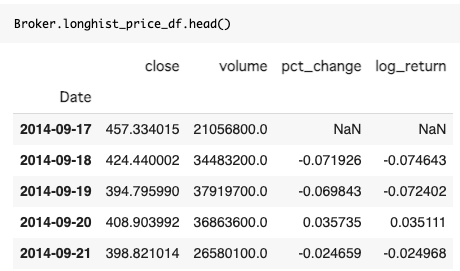 Broker.longhist_price_df.head()
close volume pct_change log_return
Date
2014-09-17 457.334015 21056800.0 NaN NaN
2014-09-18 424.440002 34483200.0 -0.071926 -0.074643
2014-09-19 394.795990 37919700.0 -0.069843 -0.072402
2014-09-20 408.903992 36863600.0 0.035735 0.035111
2014-09-21 398.821014 26580100.0 -0.024659 -0.024968